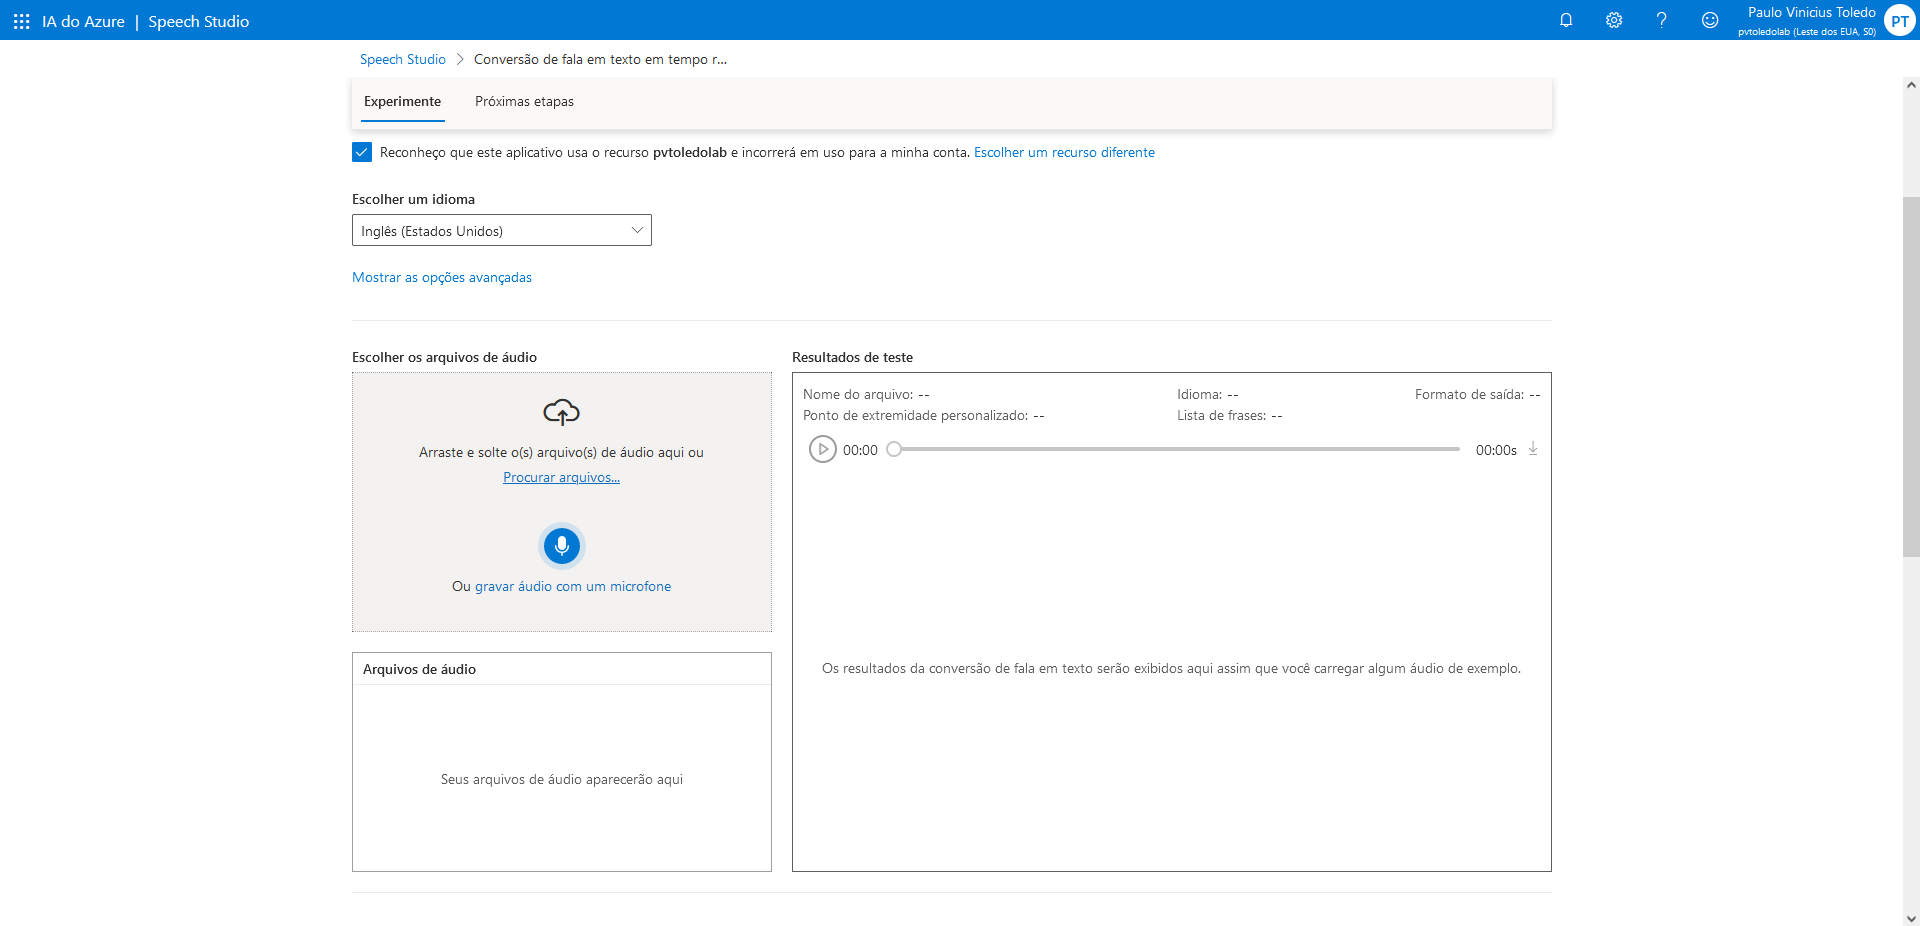 IA do Azure | Speech Studio
Paulo Vinicius Toledo
pvtoledolab (Leste dos EUA, S0)
PT
Speech Studio > Conversão de fala em texto em tempo r...
Experimente Próximas etapas
Reconheço que este aplicativo usa o recurso pvtoledolab e incorrerá em uso para a minha conta. Escolher um recurso diferente
Escolher um idioma
Inglês (Estados Unidos)
Mostrar as opções avançadas
Escolher os arquivos de áudio
Arraste e solte o(s) arquivo(s) de áudio aqui ou
Procurar arquivos...
Ou gravar áudio com um microfone
Arquivos de áudio
Seus arquivos de áudio aparecerão aqui
Resultados de teste
Nome do arquivo: -- Idioma: -- Formato de saída: --
Ponto de extremidade personalizado: -- Lista de frases: --
00:00 00:00s
Os resultados da conversão de fala em texto serão exibidos aqui assim que você carregar algum áudio de exemplo.